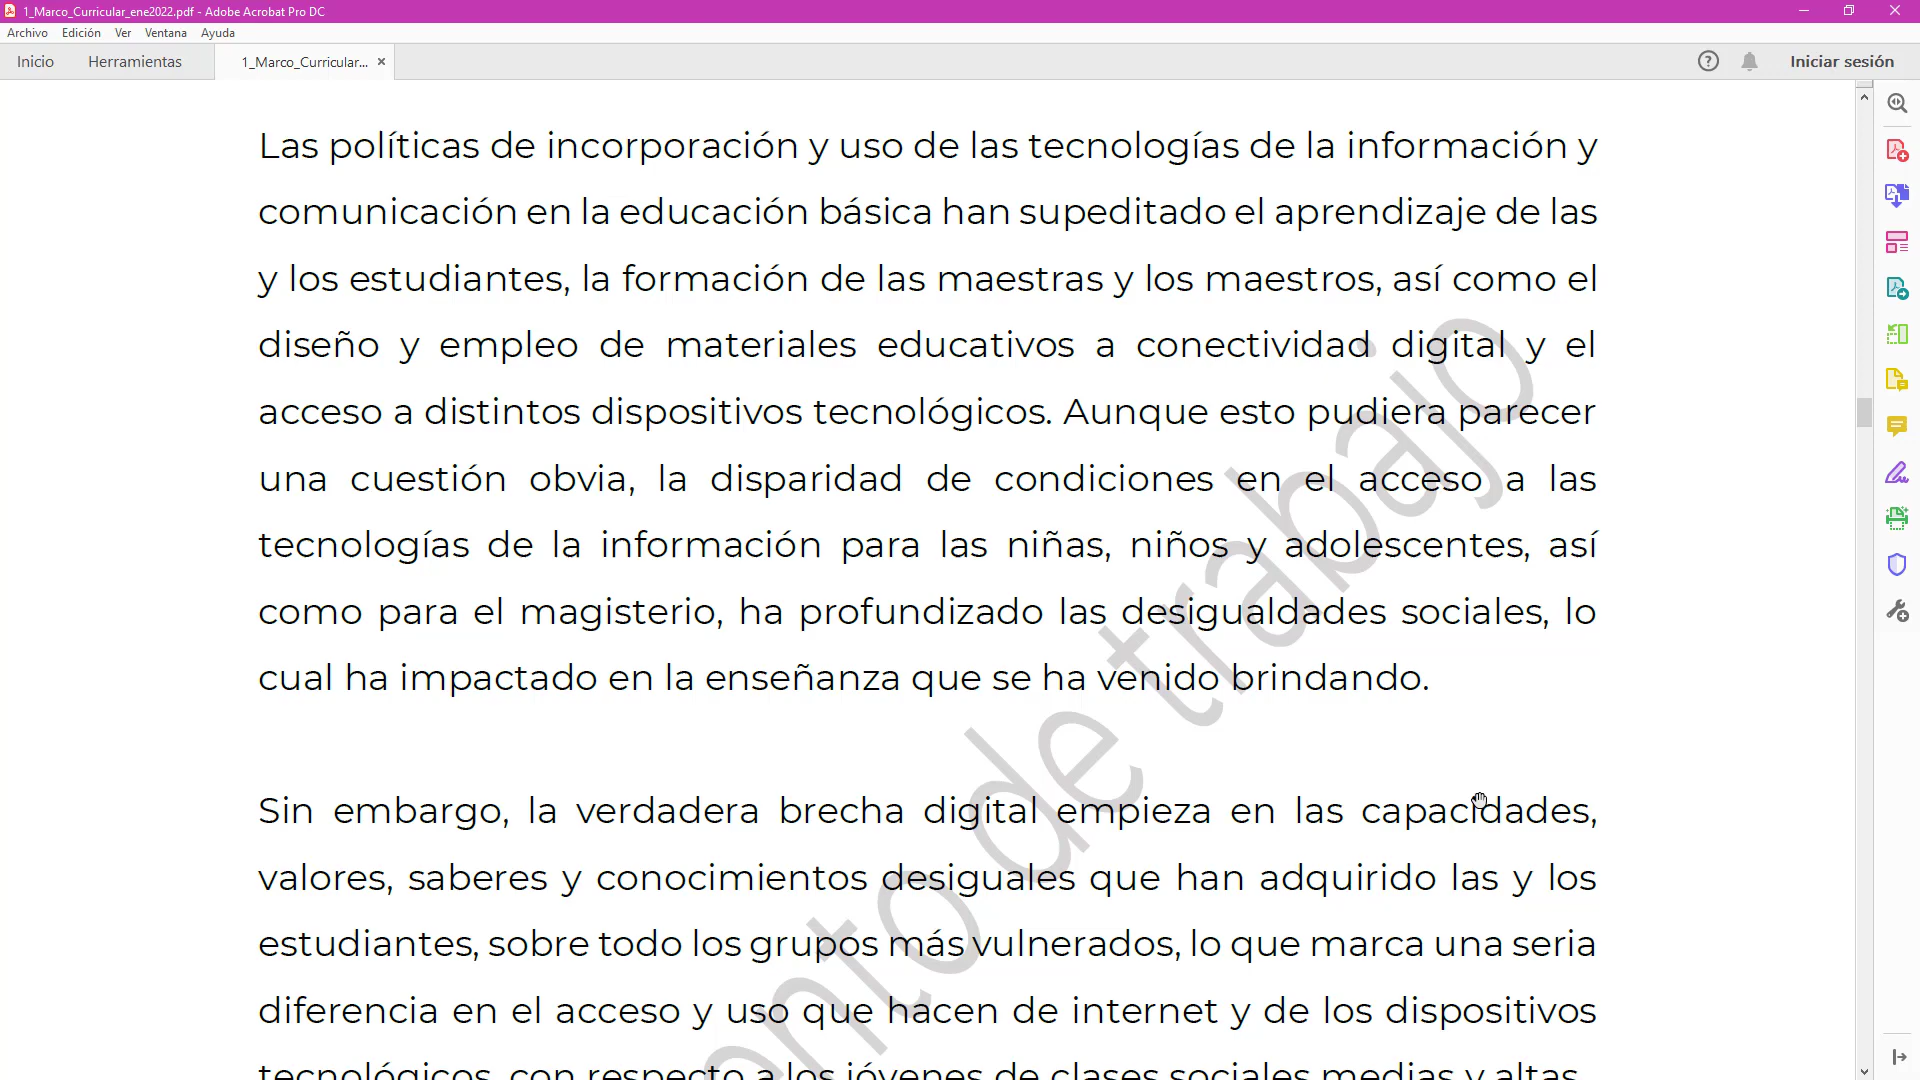 1_Marco_Curricular_ene2022.pdf - Adobe Acrobat Pro DC
Archivo Edición Ver Ventana Ayuda
Inicio Herramientas 1_Marco_Curricular... Iniciar sesión
Las políticas de incorporación y uso de las tecnologías de la información y
comunicación en la educación básica han supeditado el aprendizaje de las
y los estudiantes, la formación de las maestras y los maestros, así como el
diseño y empleo de materiales educativos a conectividad digital y el
acceso a distintos dispositivos tecnológicos. Aunque esto pudiera parecer
una cuestión obvia, la disparidad de condiciones en el acceso a las
tecnologías de la información para las niñas, niños y adolescentes, así
como para el magisterio, ha profundizado las desigualdades sociales, lo
cual ha impactado en la enseñanza que se ha venido brindando.
Sin embargo, la verdadera brecha digital empieza en las capacidades,
valores, saberes y conocimientos desiguales que han adquirido las y los
estudiantes, sobre todo los grupos más vulnerados, lo que marca una seria
diferencia en el acceso y uso que hacen de internet y de los dispositivos
tecnológicos, con respecto a los jóvenes de clases sociales medias y altas.
ento de trabajo